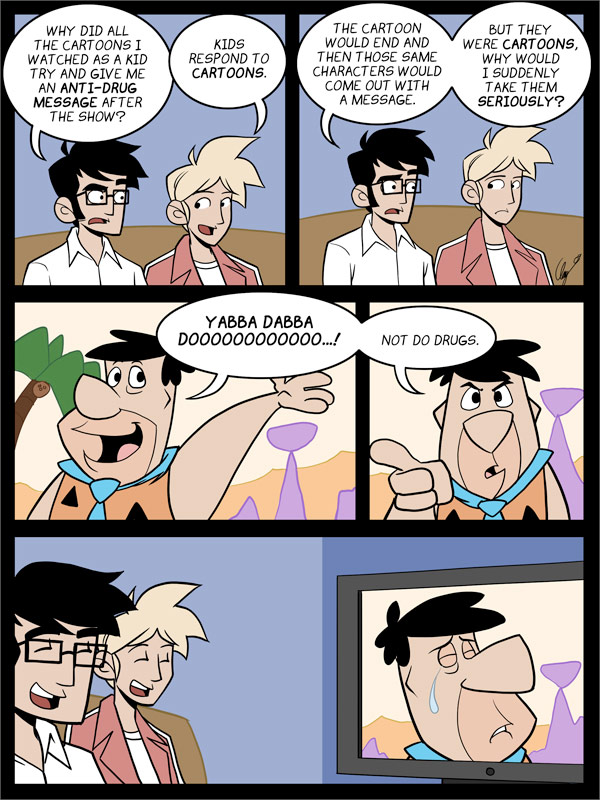 WHY DID ALL
THE CARTOONS I
WATCHED AS A KID
TRY AND GIVE ME
AN ANTI-DRUG
MESSAGE AFTER
THE SHOW?
KIDS
RESPOND TO
CARTOONS.
THE CARTOON
WOULD END AND
THEN THOSE SAME
CHARACTERS WOULD
COME OUT WITH
A MESSAGE.
BUT THEY
WERE CARTOONS,
WHY WOULD
I SUDDENLY
TAKE THEM
SERIOUSLY?
YABBA DABBA
DOOOOOOOOOOOO...!
NOT DO DRUGS.